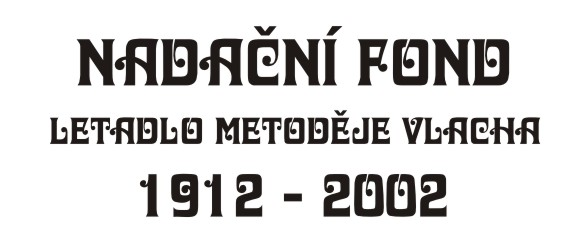 NADAČNÍ FOND
LETADLO METODĚJE VLACHA
1912 - 2002